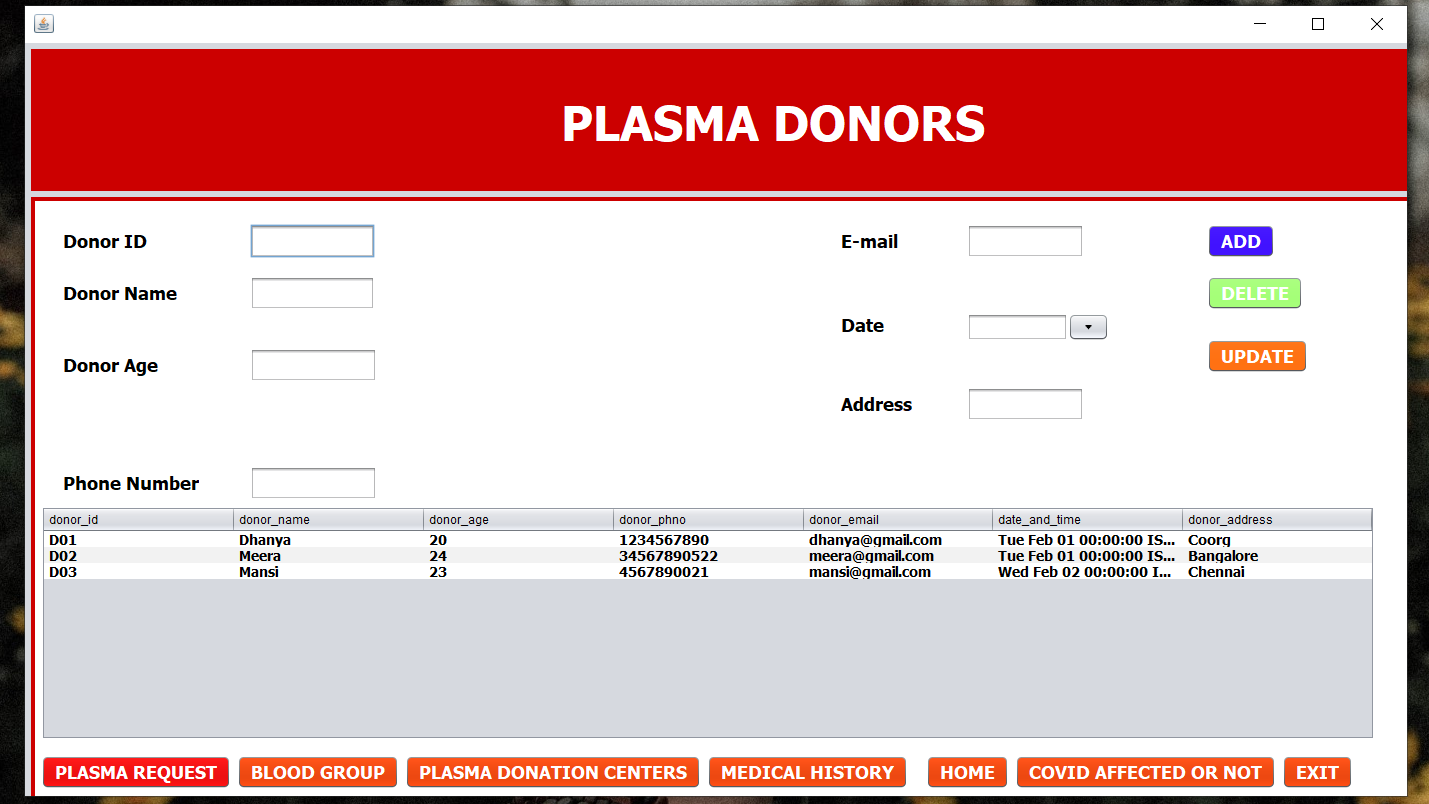 PLASMA DONORS
Donor ID
E-mail
ADD
Donor Name
DELETE
Date
UPDATE
Donor Age
Address
Phone Number
donor_id donor_name donor_age donor_phno donor_email date_and_time donor_address
D01 Dhanya 20 1234567890 dhanya@gmail.com Tue Feb 01 00:00:00 IS... Coorg
D02 Meera 24 34567890522 meera@gmail.com Tue Feb 01 00:00:00 IS... Bangalore
D03 Mansi 23 4567890021 mansi@gmail.com Wed Feb 02 00:00:00 I... Chennai
PLASMA REQUEST BLOOD GROUP PLASMA DONATION CENTERS MEDICAL HISTORY HOME COVID AFFECTED OR NOT EXIT